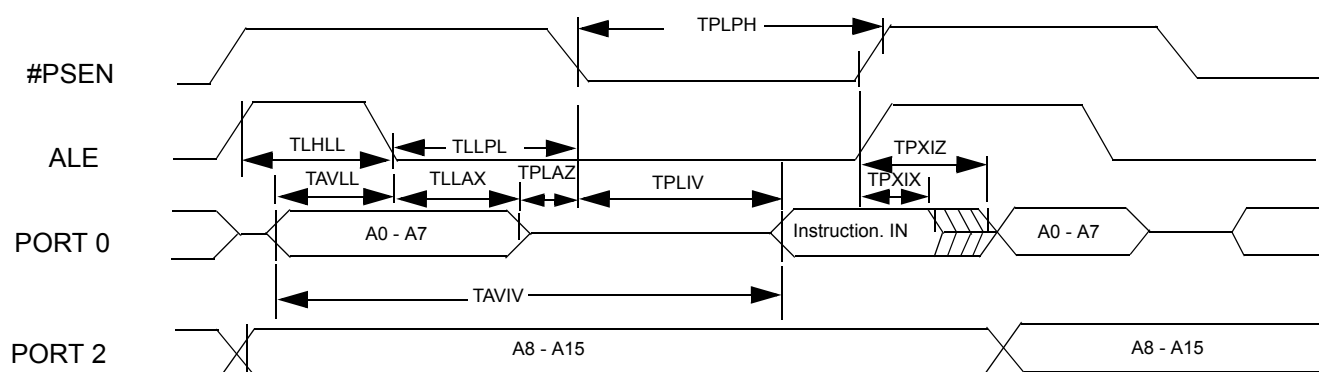 TPLPH
#PSEN
ALE
TLHLL
TLLPL
TPXIZ
TAVLL
TLLAX
TPLAZ
TPLIV
TPXIX
PORT 0
A0 - A7
Instruction. IN
A0 - A7
TAVIV
PORT 2
A8 - A15
A8 - A15